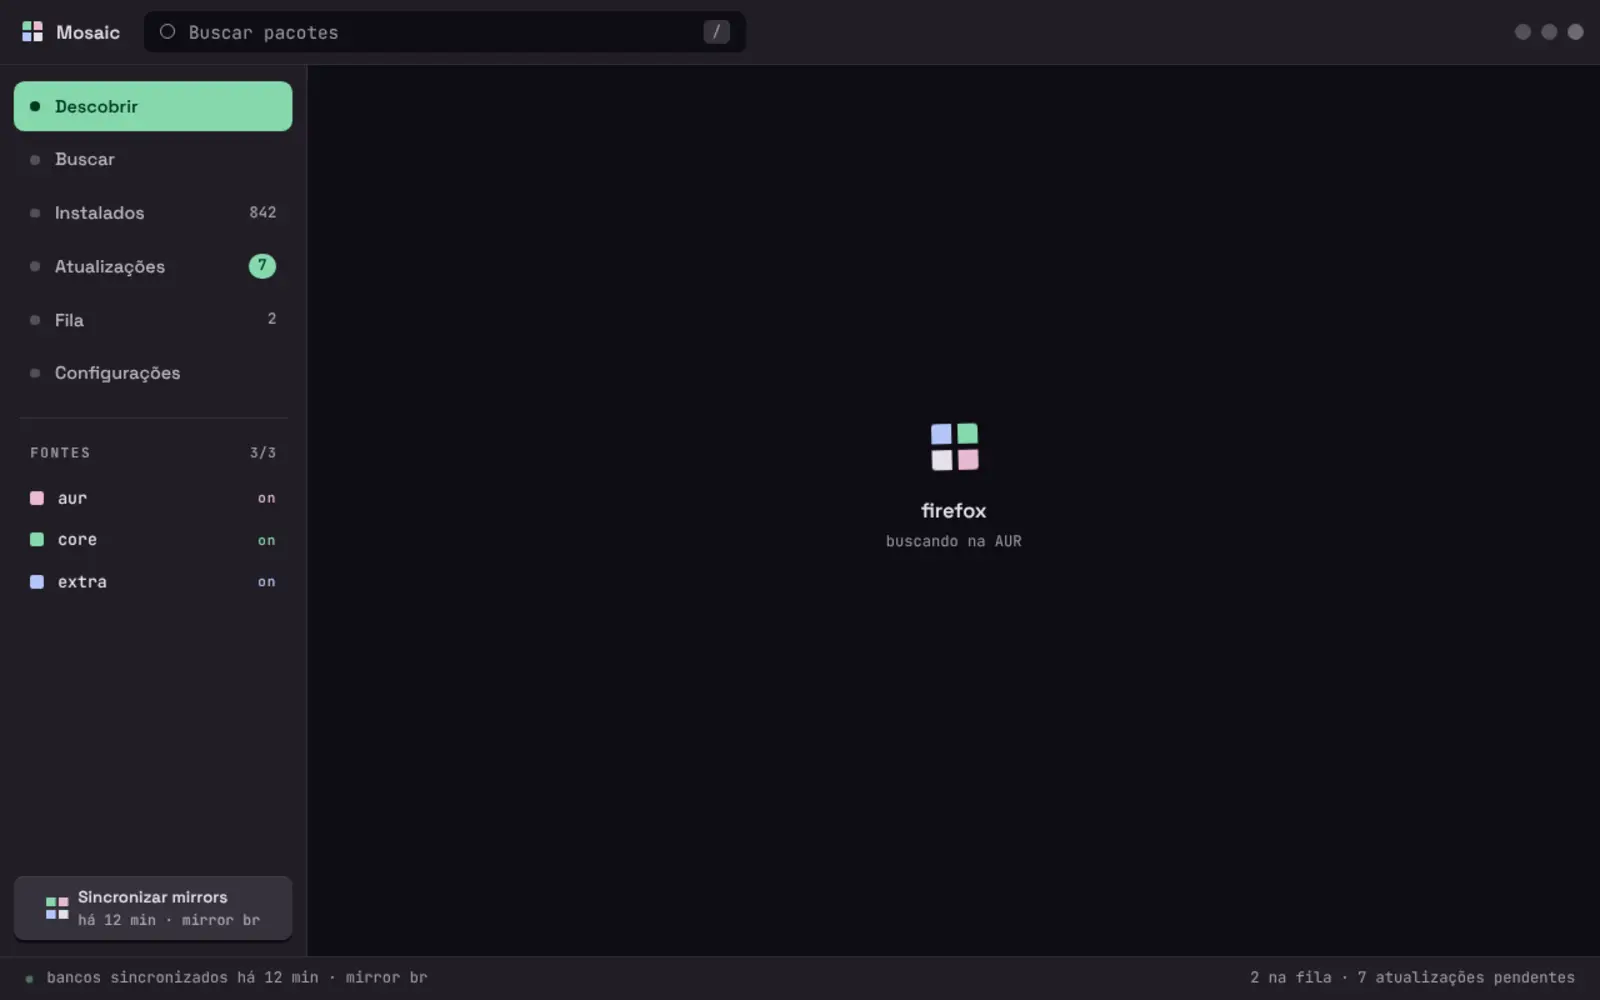 Mosaic
Buscar pacotes
/
Descobrir
Buscar
Instalados 842
Atualizações 7
Fila 2
Configurações
FONTES 3/3
aur on
core on
extra on
firefox
buscando na AUR
Sincronizar mirrors
há 12 min · mirror br
bancos sincronizados há 12 min · mirror br
2 na fila · 7 atualizações pendentes